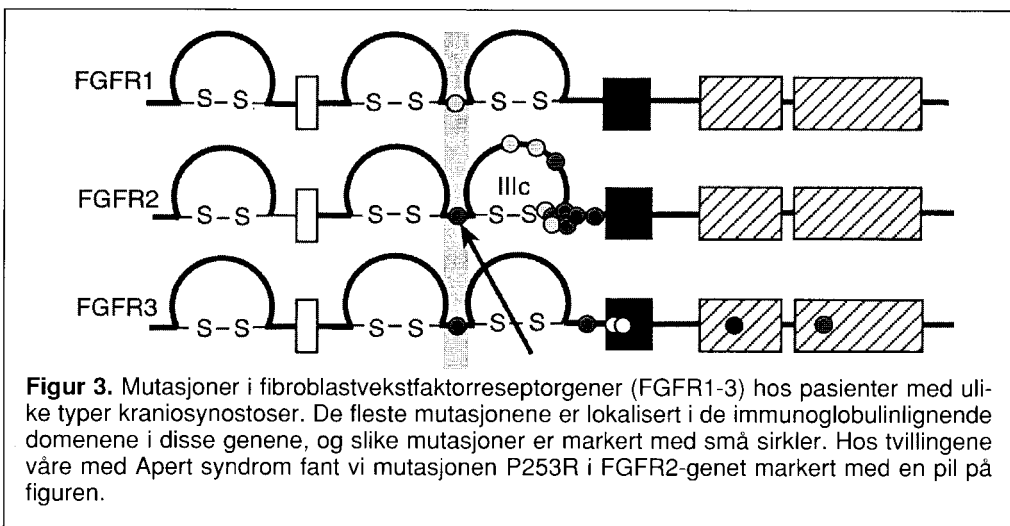 FGFR1
S–S S–S S–S
FGFR2
IIIc
S–S S–S S–S
FGFR3
S–S S–S S–S
Figur 3. Mutasjoner i fibroblastvekstfaktorreseptorgener (FGFR1-3) hos pasienter med uli-
ke typer kraniosynostoser. De fleste mutasjonene er lokalisert i de immunoglobulinlignende
domenene i disse genene, og slike mutasjoner er markert med små sirkler. Hos tvillingene
våre med Apert syndrom fant vi mutasjonen P253R i FGFR2-genet markert med en pil på
figuren.